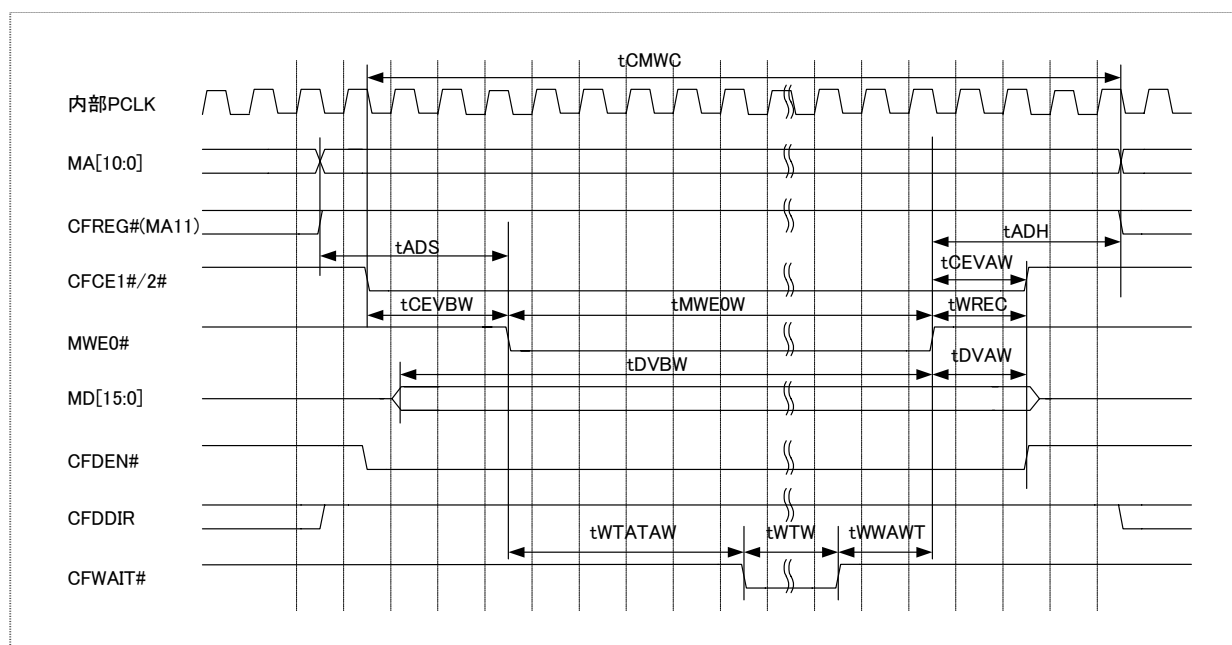 tCMWC
内部PCLK
MA[10:0]
CFREG#(MA11)
tADS
tADH
tCEVAW
CFCE1#/2#
tCEVBW
tMWE0W
tWREC
MWE0#
tDVBW
tDVAW
MD[15:0]
CFDEN#
CFDDIR
tWTATAW
tWTW
tWWAWT
CFWAIT#